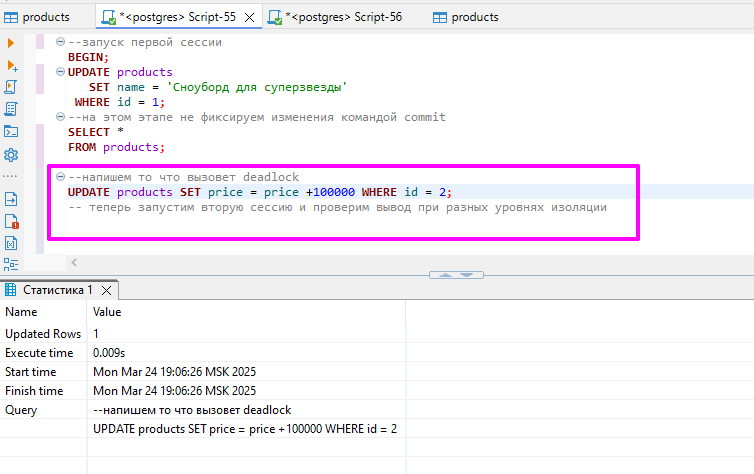 products
*<postgres> Script-55
*<postgres> Script-56
products
--запуск первой сессии
BEGIN;
UPDATE products
SET name = 'Сноуборд для суперзвезды'
WHERE id = 1;
--на этом этапе не фиксируем изменения командой commit
SELECT *
FROM products;
--напишем то что вызовет deadlock
UPDATE products SET price = price +100000 WHERE id = 2;
-- теперь запустим вторую сессию и проверим вывод при разных уровнях изоляции
Статистика 1
Name Value
Updated Rows 1
Execute time 0.009s
Start time Mon Mar 24 19:06:26 MSK 2025
Finish time Mon Mar 24 19:06:26 MSK 2025
Query --напишем то что вызовет deadlock
UPDATE products SET price = price +100000 WHERE id = 2